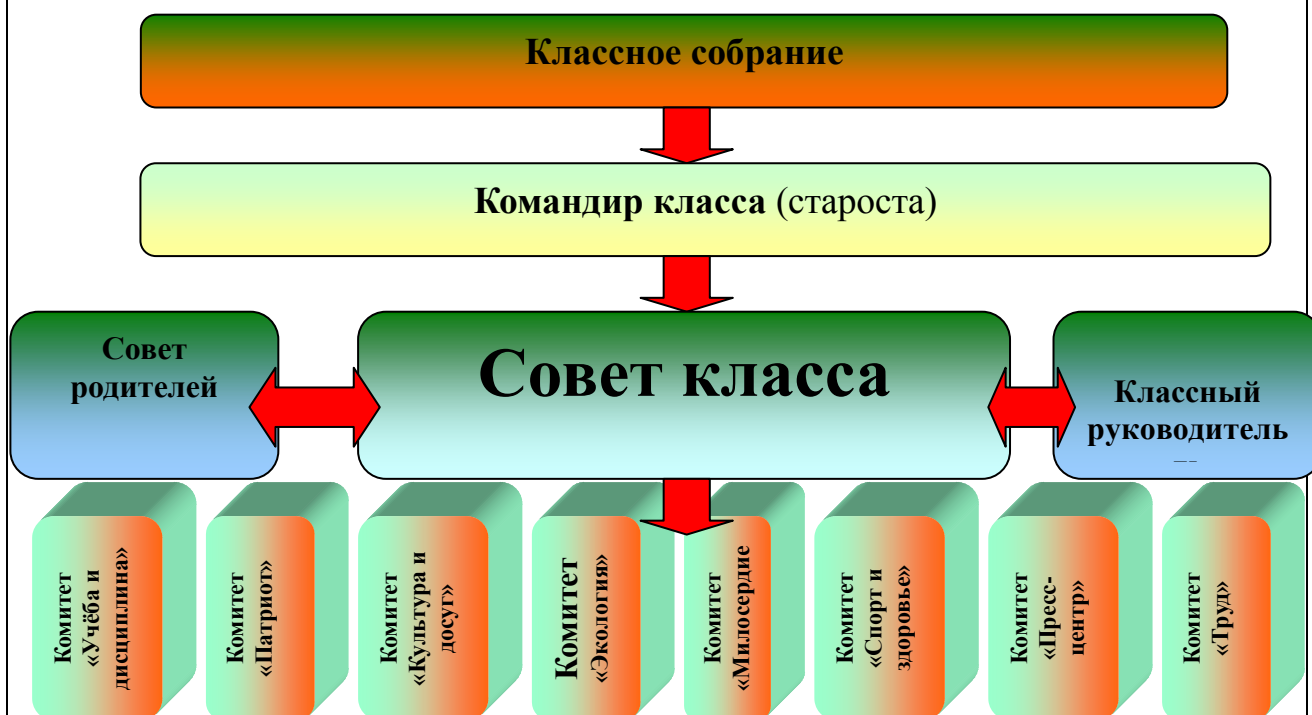 Классное собрание
Командир класса (староста)
Совет
родителей
Совет класса
Классный
руководитель
Комитет
«Учёба и
дисциплина»
Комитет
«Патриот»
Комитет
«Культура и
досуг»
Комитет
«Экология»
Комитет
«Милосердие
Комитет
«Спорт и
здоровье»
Комитет
«Пресс-
центр»
Комитет
«Труд»